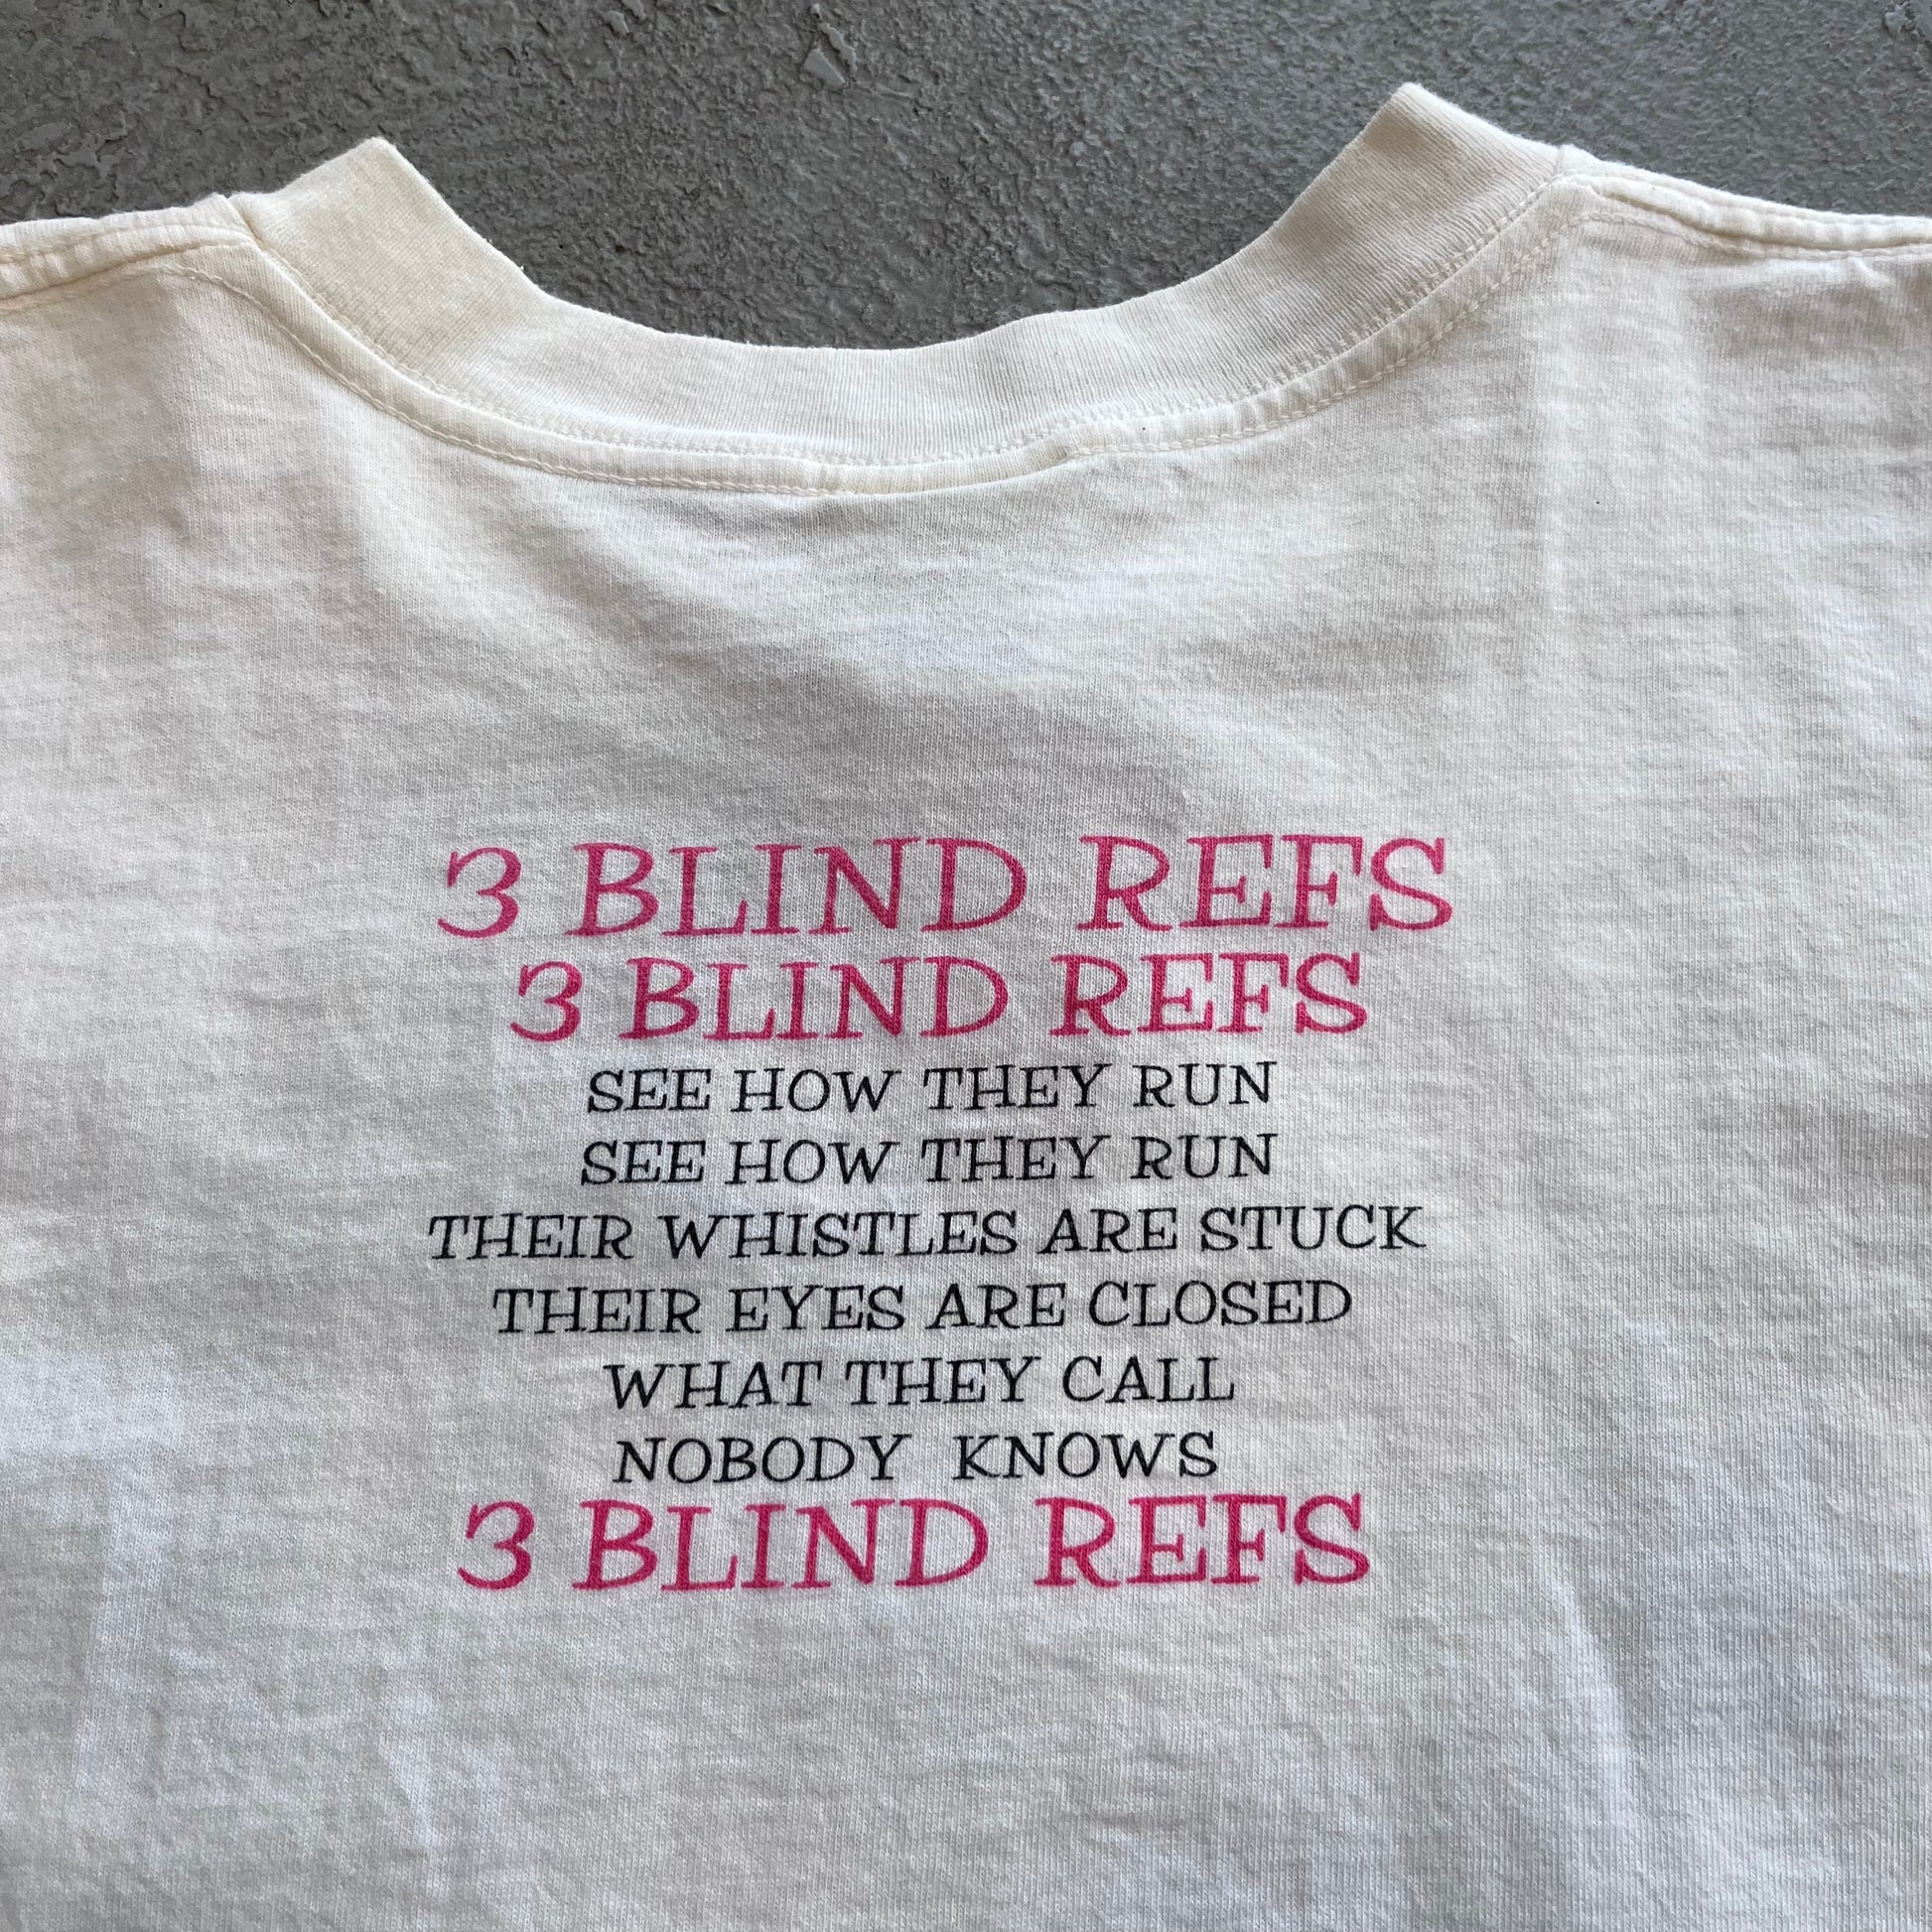 3 BLIND REFS
3 BLIND REFS
SEE HOW THEY RUN
SEE HOW THEY RUN
THEIR WHISTLES ARE STUCK
THEIR EYES ARE CLOSED
WHAT THEY CALL
NOBODY KNOWS
3 BLIND REFS